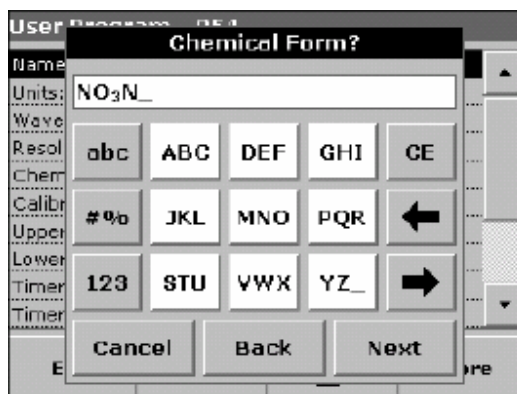 User Program
Chemical Form?
Name
Units:
NO₃N_
Wave
Resol
abc ABC DEF GHI CE
Chem
Calibr
#% JKL MNO PQR
Upper
Lower
123 STU VWX YZ_
Timer
Timer
Cancel Back Next
E ore